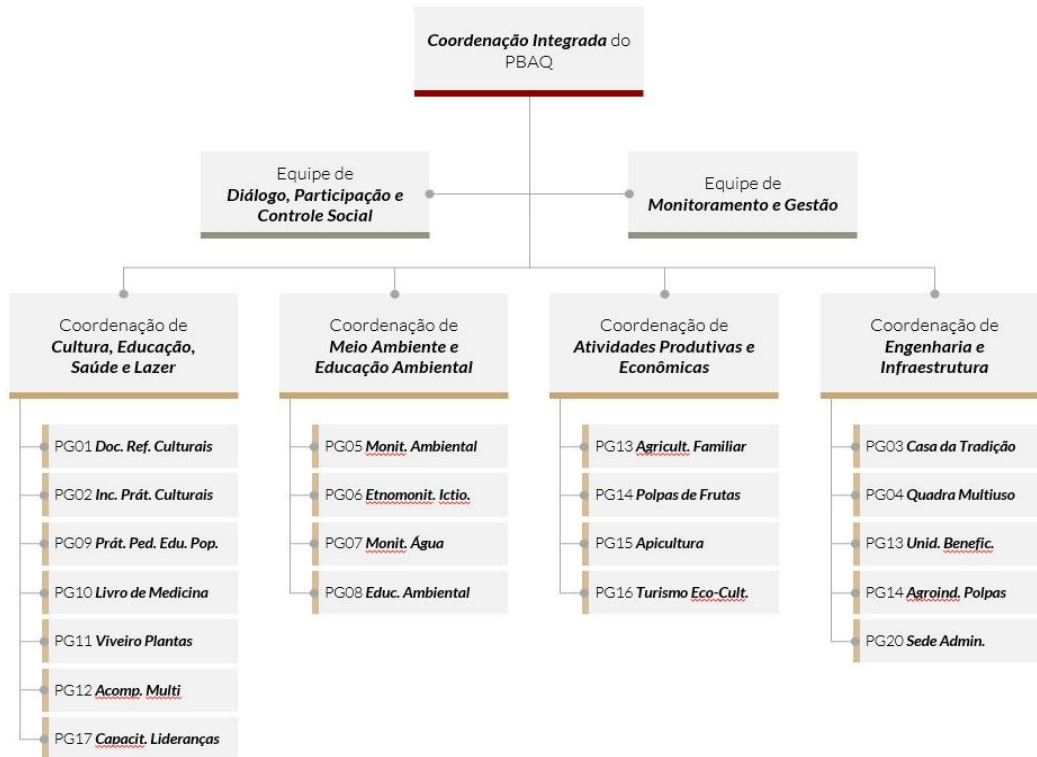 Coordenação Integrada do
PBAQ
Equipe de
Diálogo, Participação e
Controle Social
Equipe de
Monitoramento e Gestão
Coordenação de
Cultura, Educação,
Saúde e Lazer
PG01 Doc. Ref. Culturais
PG02 Inc. Prát. Culturais
PG09 Prát. Ped. Edu. Pop.
PG10 Livro de Medicina
PG11 Viveiro Plantas
PG12 Acomp. Multi
PG17 Capacit. Lideranças
Coordenação de
Meio Ambiente e
Educação Ambiental
PG05 Monit. Ambiental
PG06 Etnomonit. Ictio.
PG07 Monit. Água
PG08 Educ. Ambiental
Coordenação de
Atividades Produtivas e
Econômicas
PG13 Agricult. Familiar
PG14 Polpas de Frutas
PG15 Apicultura
PG16 Turismo Eco-Cult.
Coordenação de
Engenharia e
Infraestrutura
PG03 Casa da Tradição
PG04 Quadra Multiuso
PG13 Unid. Benefic.
PG14 Agroind. Polpas
PG20 Sede Admin.